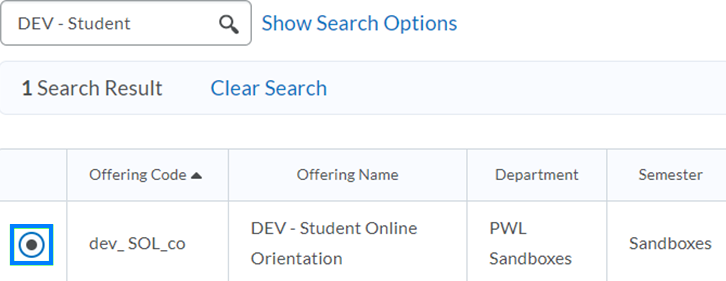 DEV - Student
Show Search Options
1 Search Result
Clear Search
Offering Code
Offering Name
Department
Semester
dev_ SOL_co
DEV - Student Online
Orientation
PWL
Sandboxes
Sandboxes